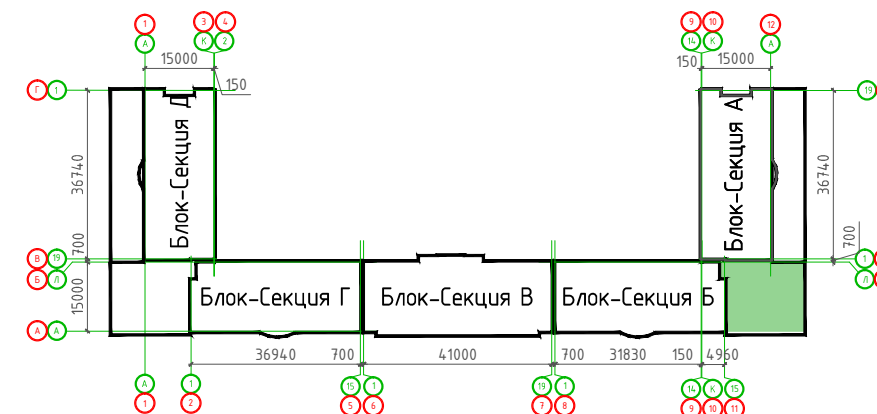 1 3 4 9 10 12
А К 2 14 К А
15000 150 15000
150
Г 1 19
Блок-Секция Д
Блок-Секция А
36740 36740
700 700
В 19 1
Б Л Л
15000
Блок-Секция Г Блок-Секция В Блок-Секция Б
А А
36940 700 41000 700 31830 150 4960
А 1 15 1 19 1 14 К 15
1 2 5 6 7 8 9 10 11